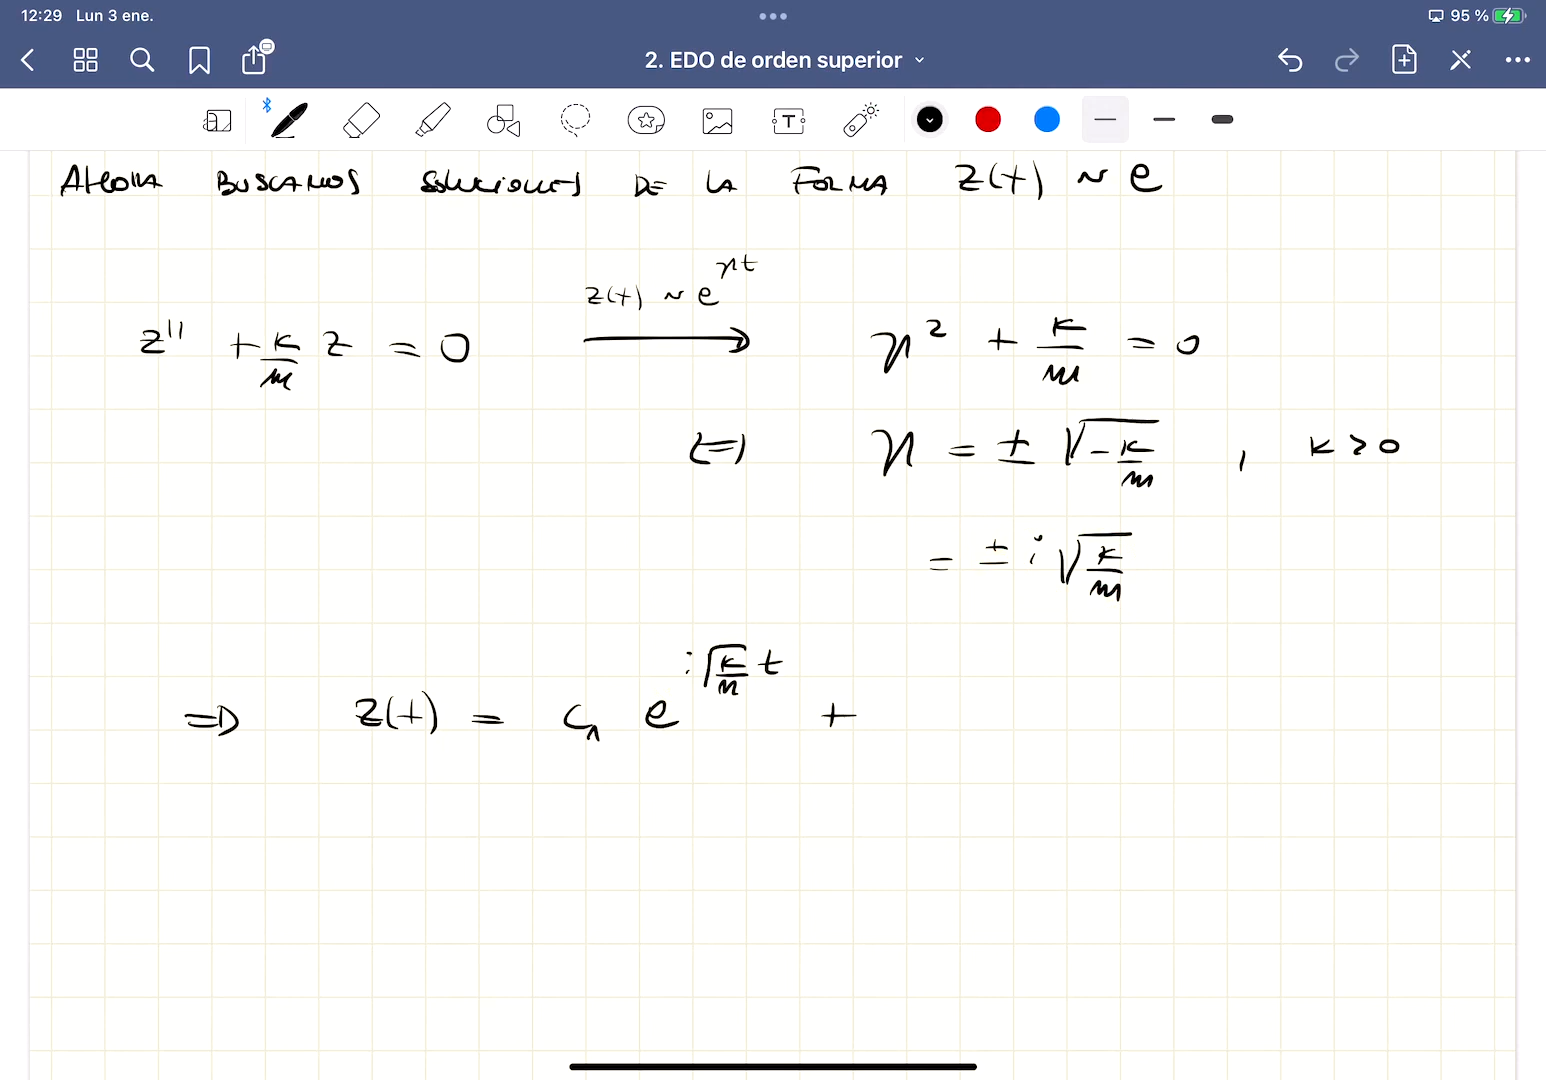 12:29 Lun 3 ene. 95 %
2. EDO de orden superior
T
AHORA BUSCAMOS SOLUCIONES DE LA FORMA z(t) ~ e
z'' + k/m z = 0 z(t) ~ e^{rt} ⟶ r² + k/m = 0
⟺ r = ± √(-k/m) , k > 0
= ± i √(k/m)
⇒ z(t) = C₁ e^{i√(k/m) t} +